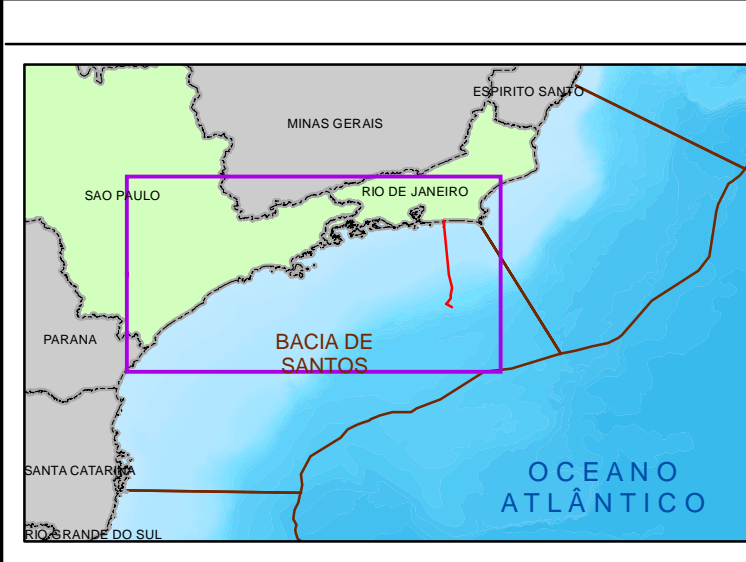 ESPIRITO SANTO
MINAS GERAIS
SAO PAULO
RIO DE JANEIRO
PARANA
BACIA DE
SANTOS
SANTA CATARINA
OCEANO
ATLÂNTICO
RIO GRANDE DO SUL